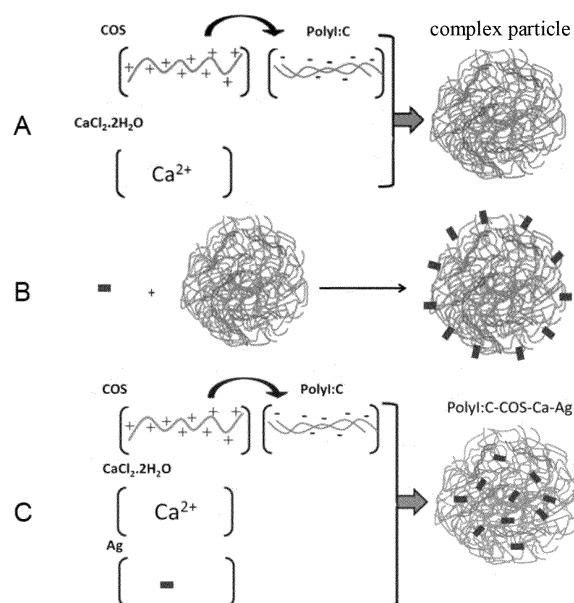 COS PolyI:C complex particle
A
CaCl₂.2H₂O
Ca²⁺
B +
COS PolyI:C PolyI:C-COS-Ca-Ag
CaCl₂.2H₂O
C Ca²⁺
Ag